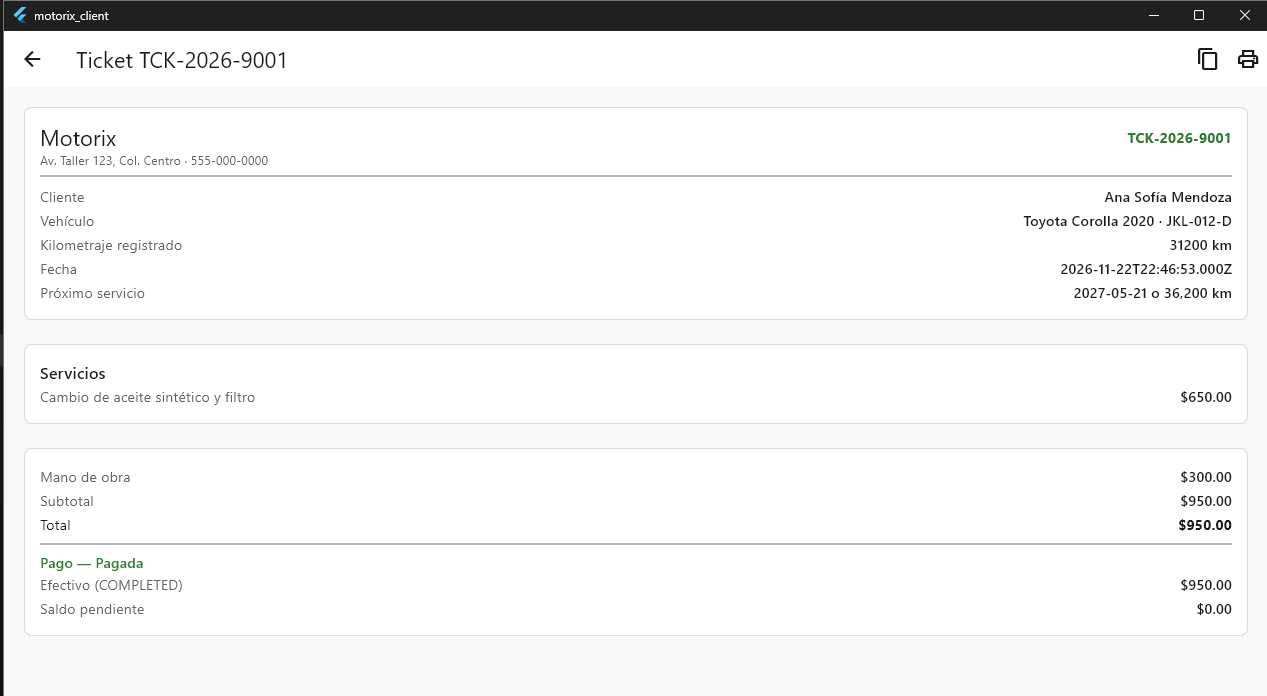 motorix_client
Ticket TCK-2026-9001
Motorix
TCK-2026-9001
Av. Taller 123, Col. Centro · 555-000-0000
Cliente Ana Sofía Mendoza
Vehículo Toyota Corolla 2020 · JKL-012-D
Kilometraje registrado 31200 km
Fecha 2026-11-22T22:46:53.000Z
Próximo servicio 2027-05-21 o 36,200 km
Servicios
Cambio de aceite sintético y filtro $650.00
Mano de obra $300.00
Subtotal $950.00
Total $950.00
Pago — Pagada
Efectivo (COMPLETED) $950.00
Saldo pendiente $0.00